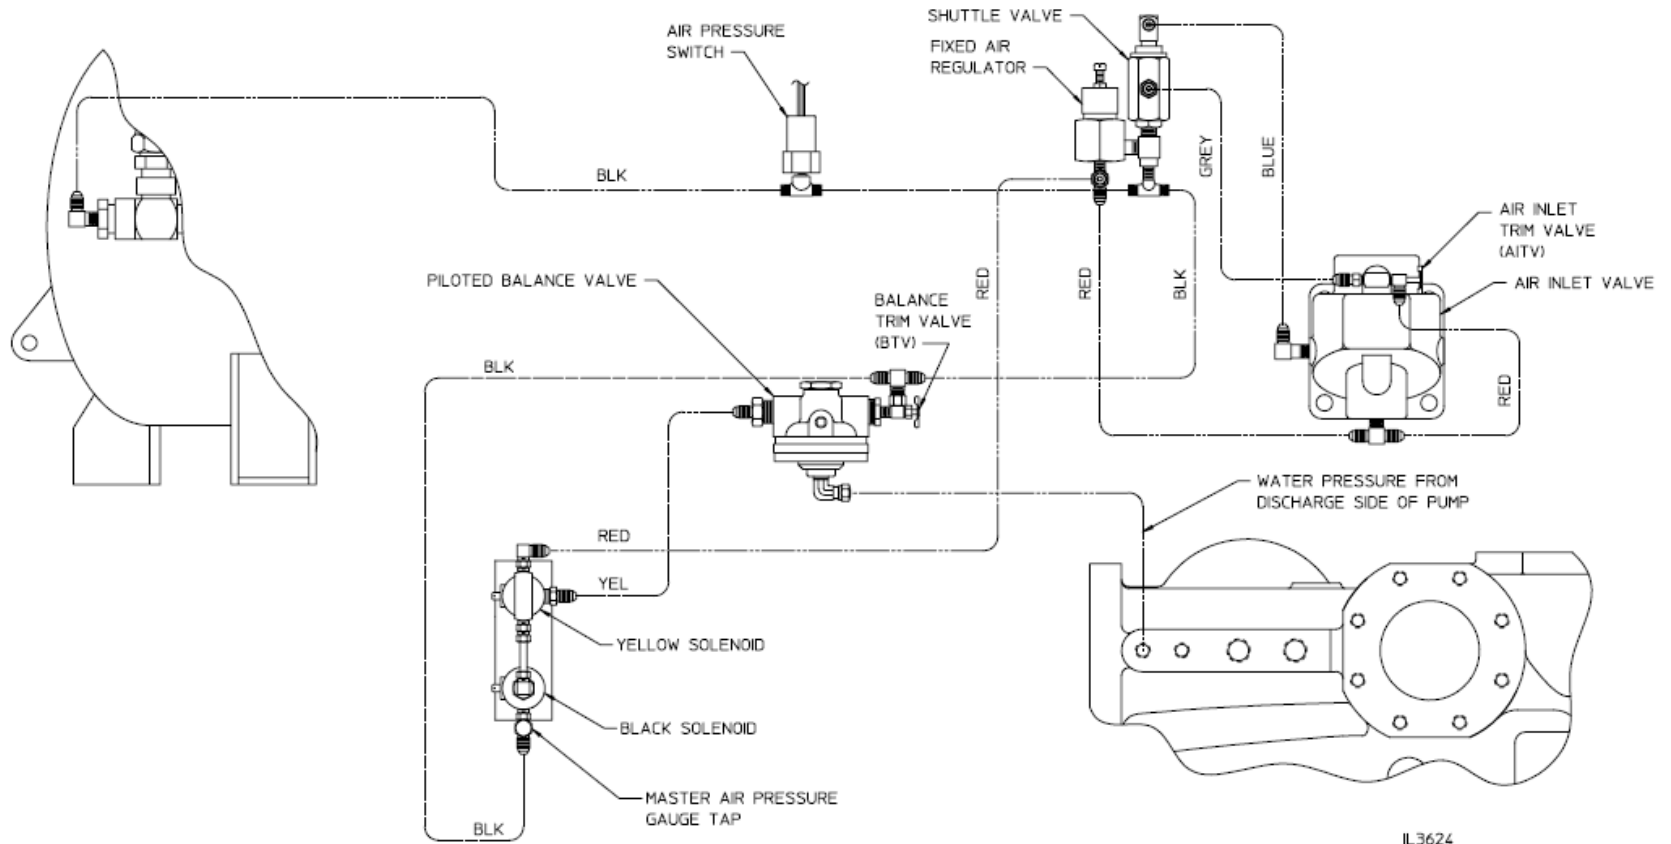 AIR PRESSURE
SWITCH
SHUTTLE VALVE
FIXED AIR
REGULATOR
BLK
GREY
BLUE
AIR INLET
TRIM VALVE
(AITV)
AIR INLET VALVE
PILOTED BALANCE VALVE
BALANCE
TRIM VALVE
(BTV)
RED
RED
BLK
BLK
RED
WATER PRESSURE FROM
DISCHARGE SIDE OF PUMP
RED
YEL
YELLOW SOLENOID
BLACK SOLENOID
MASTER AIR PRESSURE
GAUGE TAP
BLK
IL3624